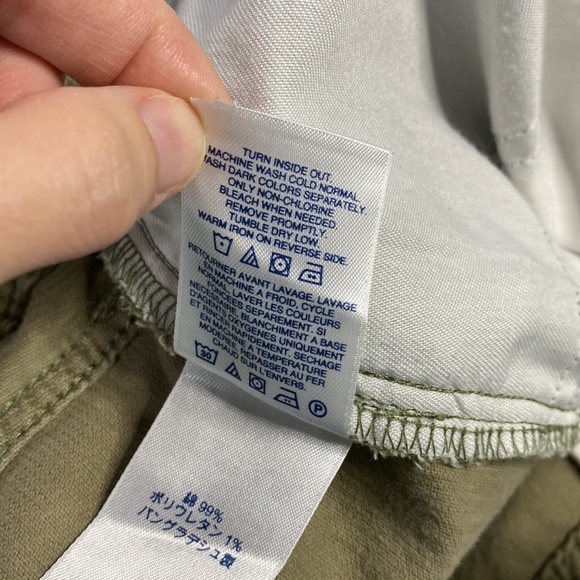 TURN INSIDE OUT.
MACHINE WASH COLD NORMAL.
WASH DARK COLORS SEPARATELY.
ONLY NON-CHLORINE
BLEACH WHEN NEEDED.
REMOVE PROMPTLY.
TUMBLE DRY LOW.
WARM IRON ON REVERSE SIDE.
RETOURNER AVANT LAVAGE. LAVAGE
EN MACHINE A FROID, CYCLE
NORMAL. LAVER LES COULEURS
FONCEES SEPAREMENT. SI
NECESSAIRE, BLANCHIMENT A BASE
D'AGENTS OXYGENES UNIQUEMENT
RETIRER RAPIDEMENT. SECHAGE
EN MACHINE A TEMPERATURE
MODEREE. REPASSER AU FER
CHAUD SUR L'ENVERS.
30
P
綿 99%
ポリウレタン 1%
バングラデシュ製